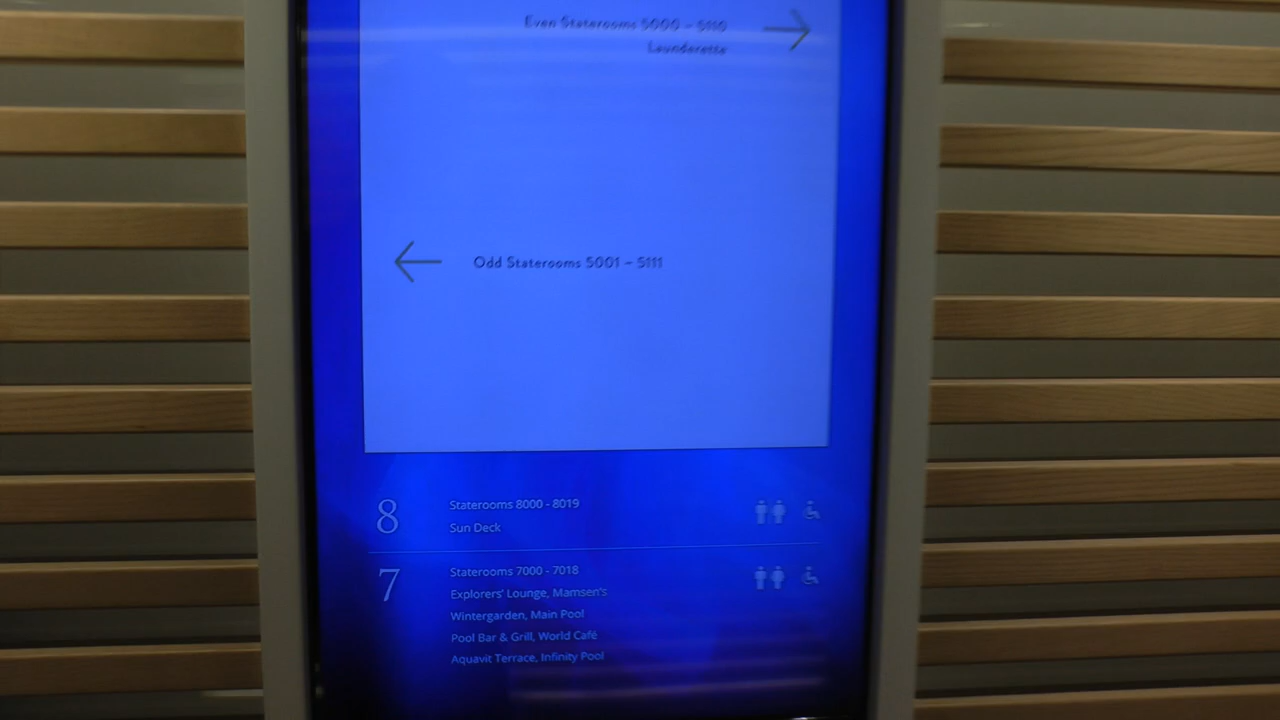 Even Staterooms 5000 – 5110
Launderette
Odd Staterooms 5001 – 5111
8
Staterooms 8000 - 8019
Sun Deck
7
Staterooms 7000 - 7018
Explorers' Lounge, Mamsen's
Wintergarden, Main Pool
Pool Bar & Grill, World Café
Aquavit Terrace, Infinity Pool